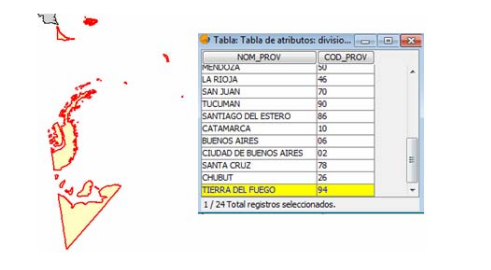 Tabla: Tabla de atributos: divisio...
NOM_PROV COD_PROV
MENDOZA 50
LA RIOJA 46
SAN JUAN 70
TUCUMAN 90
SANTIAGO DEL ESTERO 86
CATAMARCA 10
BUENOS AIRES 06
CIUDAD DE BUENOS AIRES 02
SANTA CRUZ 78
CHUBUT 26
TIERRA DEL FUEGO 94
1 / 24 Total registros seleccionados.